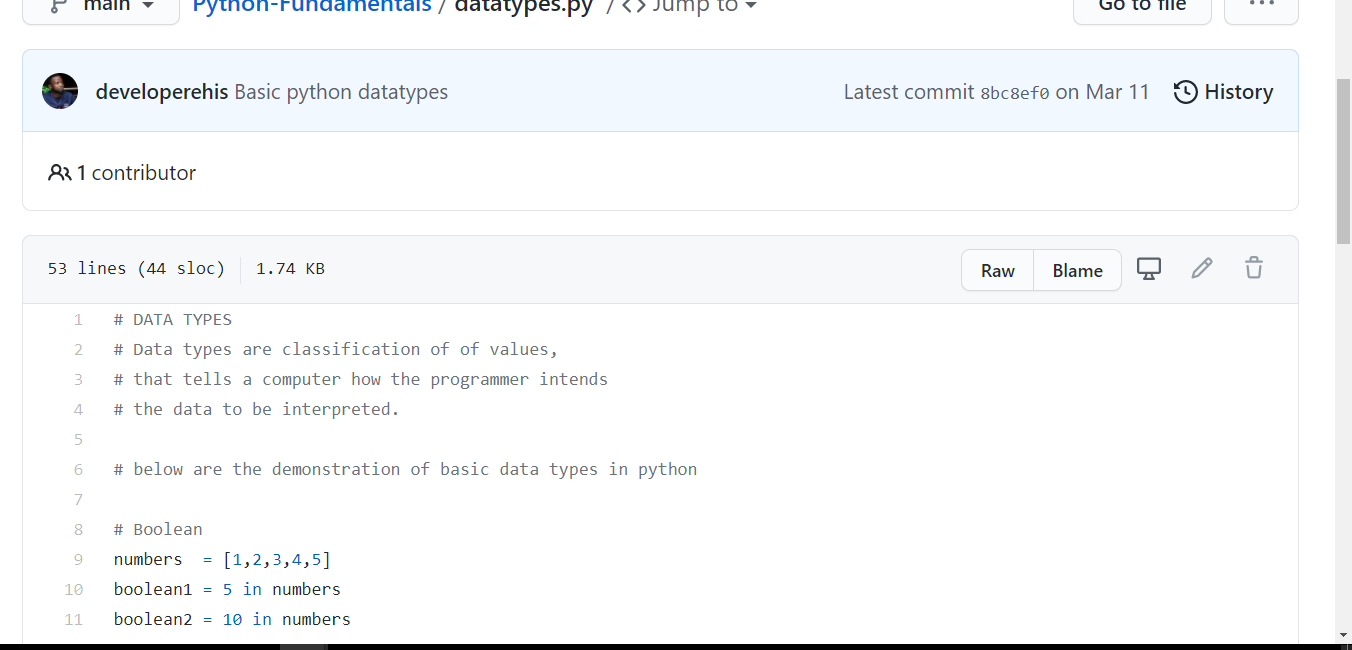 main Python-Fundamentals / datatypes.py / <> Jump to Go to file ...
developerehis Basic python datatypes Latest commit 8bc8ef0 on Mar 11 History
1 contributor
53 lines (44 sloc) 1.74 KB Raw Blame
1 # DATA TYPES
2 # Data types are classification of of values,
3 # that tells a computer how the programmer intends
4 # the data to be interpreted.
5
6 # below are the demonstration of basic data types in python
7
8 # Boolean
9 numbers  = [1,2,3,4,5]
10 boolean1 = 5 in numbers
11 boolean2 = 10 in numbers